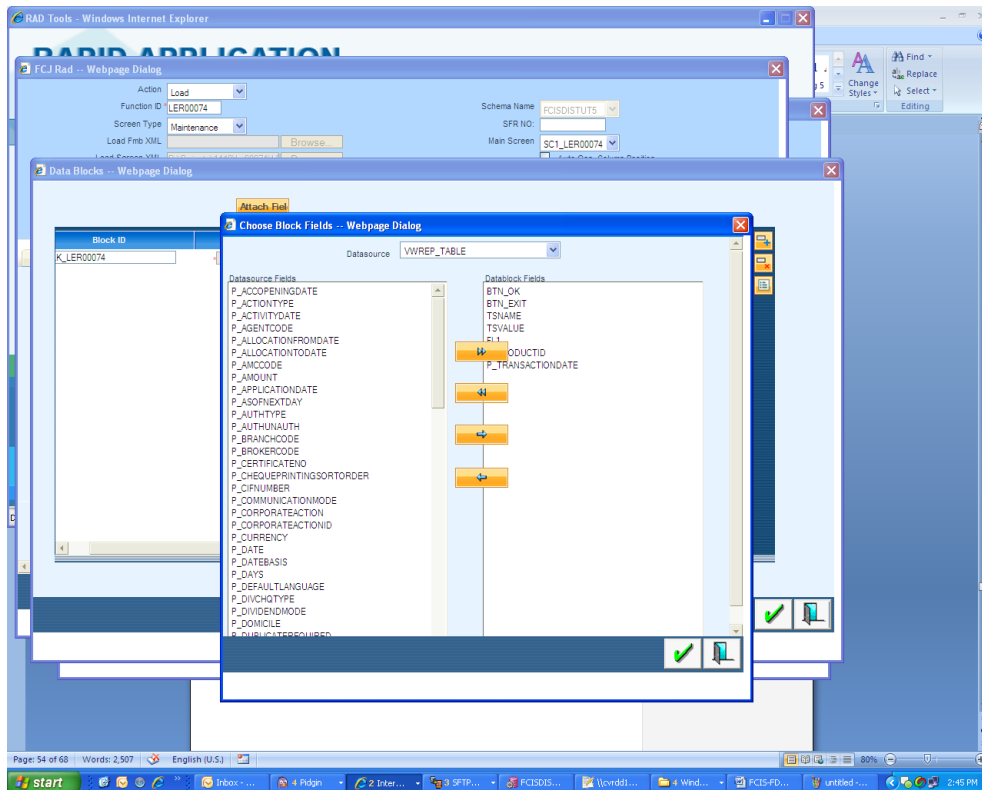 RAD Tools - Windows Internet Explorer
RAPID APPLICATION
FCJ Rad -- Webpage Dialog
Action Load
Function ID * LER00074
Screen Type Maintenance
Load Fmb XML Browse...
Schema Name FCISDISTUT5
SFR NO:
Main Screen SC1_LER00074
Find
Replace
Select
Editing
Change Styles
Data Blocks -- Webpage Dialog
Attach Fiel
Block ID
K_LER00074
Choose Block Fields -- Webpage Dialog
Datasource VWREP_TABLE
Datasource Fields
P_ACCOPENINGDATE
P_ACTIONTYPE
P_ACTIVITYDATE
P_AGENTCODE
P_ALLOCATIONFROMDATE
P_ALLOCATIONTODATE
P_AMCCODE
P_AMOUNT
P_APPLICATIONDATE
P_ASOFNEXTDAY
P_AUTHTYPE
P_AUTHUNAUTH
P_BRANCHCODE
P_BROKERCODE
P_CERTIFICATENO
P_CHEQUEPRINTINGSORTORDER
P_CIFNUMBER
P_COMMUNICATIONMODE
P_CORPORATEACTION
P_CORPORATEACTIONID
P_CURRENCY
P_DATE
P_DATEBASIS
P_DAYS
P_DEFAULTLANGUAGE
P_DIVCHQTYPE
P_DIVIDENDMODE
P_DOMICILE
P_DUPLICATEREQUIRED
Datablock Fields
BTN_OK
BTN_EXIT
TSNAME
TSVALUE
ODUCTID
P_TRANSACTIONDATE
Page: 54 of 68 Words: 2,507 English (U.S.) 80%
start Inbox - ... 4 Pidgin 2 Inter... 3 SFTP... FCISDIS... \\cvrdd1... 4 Wind... FCIS-FD... untitled -... 2:45 PM